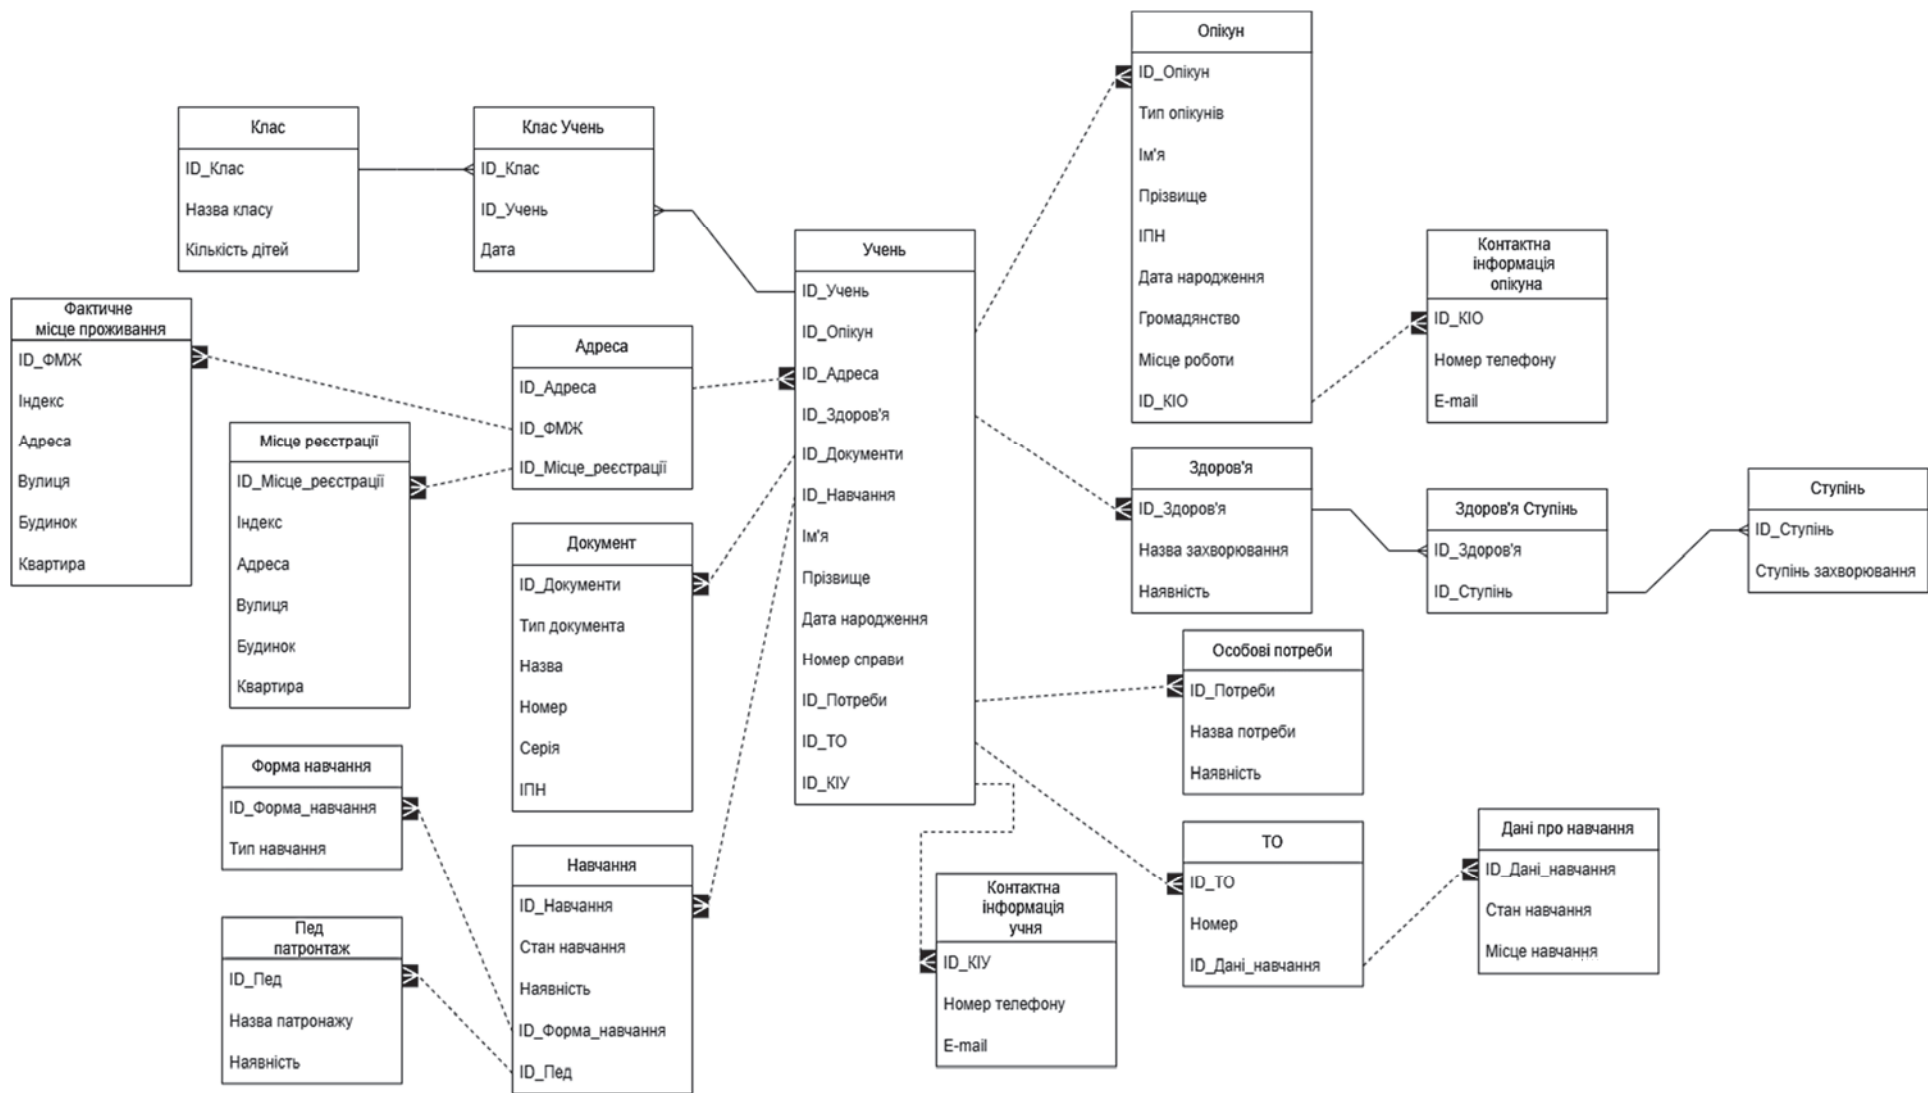 Опікун
ID_Опікун
Тип опікунів
Ім'я
Прізвище
ІПН
Дата народження
Громадянство
Місце роботи
ID_КІО
Клас
ID_Клас
Назва класу
Кількість дітей
Клас Учень
ID_Клас
ID_Учень
Дата
Учень
ID_Учень
ID_Опікун
ID_Адреса
ID_Здоров'я
ID_Документи
ID_Навчання
Ім'я
Прізвище
Дата народження
Номер справи
ID_Потреби
ID_ТО
ID_КІУ
Контактна
інформація
опікуна
ID_КІО
Номер телефону
E-mail
Фактичне
місце проживання
ID_ФМЖ
Індекс
Адреса
Вулиця
Будинок
Квартира
Адреса
ID_Адреса
ID_ФМЖ
ID_Місце_реєстрації
Місце реєстрації
ID_Місце_реєстрації
Індекс
Адреса
Вулиця
Будинок
Квартира
Здоров'я
ID_Здоров'я
Назва захворювання
Наявність
Здоров'я Ступінь
ID_Здоров'я
ID_Ступінь
Ступінь
ID_Ступінь
Ступінь захворювання
Документ
ID_Документи
Тип документа
Назва
Номер
Серія
ІПН
Особові потреби
ID_Потреби
Назва потреби
Наявність
Форма навчання
ID_Форма_навчання
Тип навчання
Навчання
ID_Навчання
Стан навчання
Наявність
ID_Форма_навчання
ID_Пед
Пед
патронтаж
ID_Пед
Назва патронажу
Наявність
Контактна
інформація
учня
ID_КІУ
Номер телефону
E-mail
ТО
ID_ТО
Номер
ID_Дані_навчання
Дані про навчання
ID_Дані_навчання
Стан навчання
Місце навчання